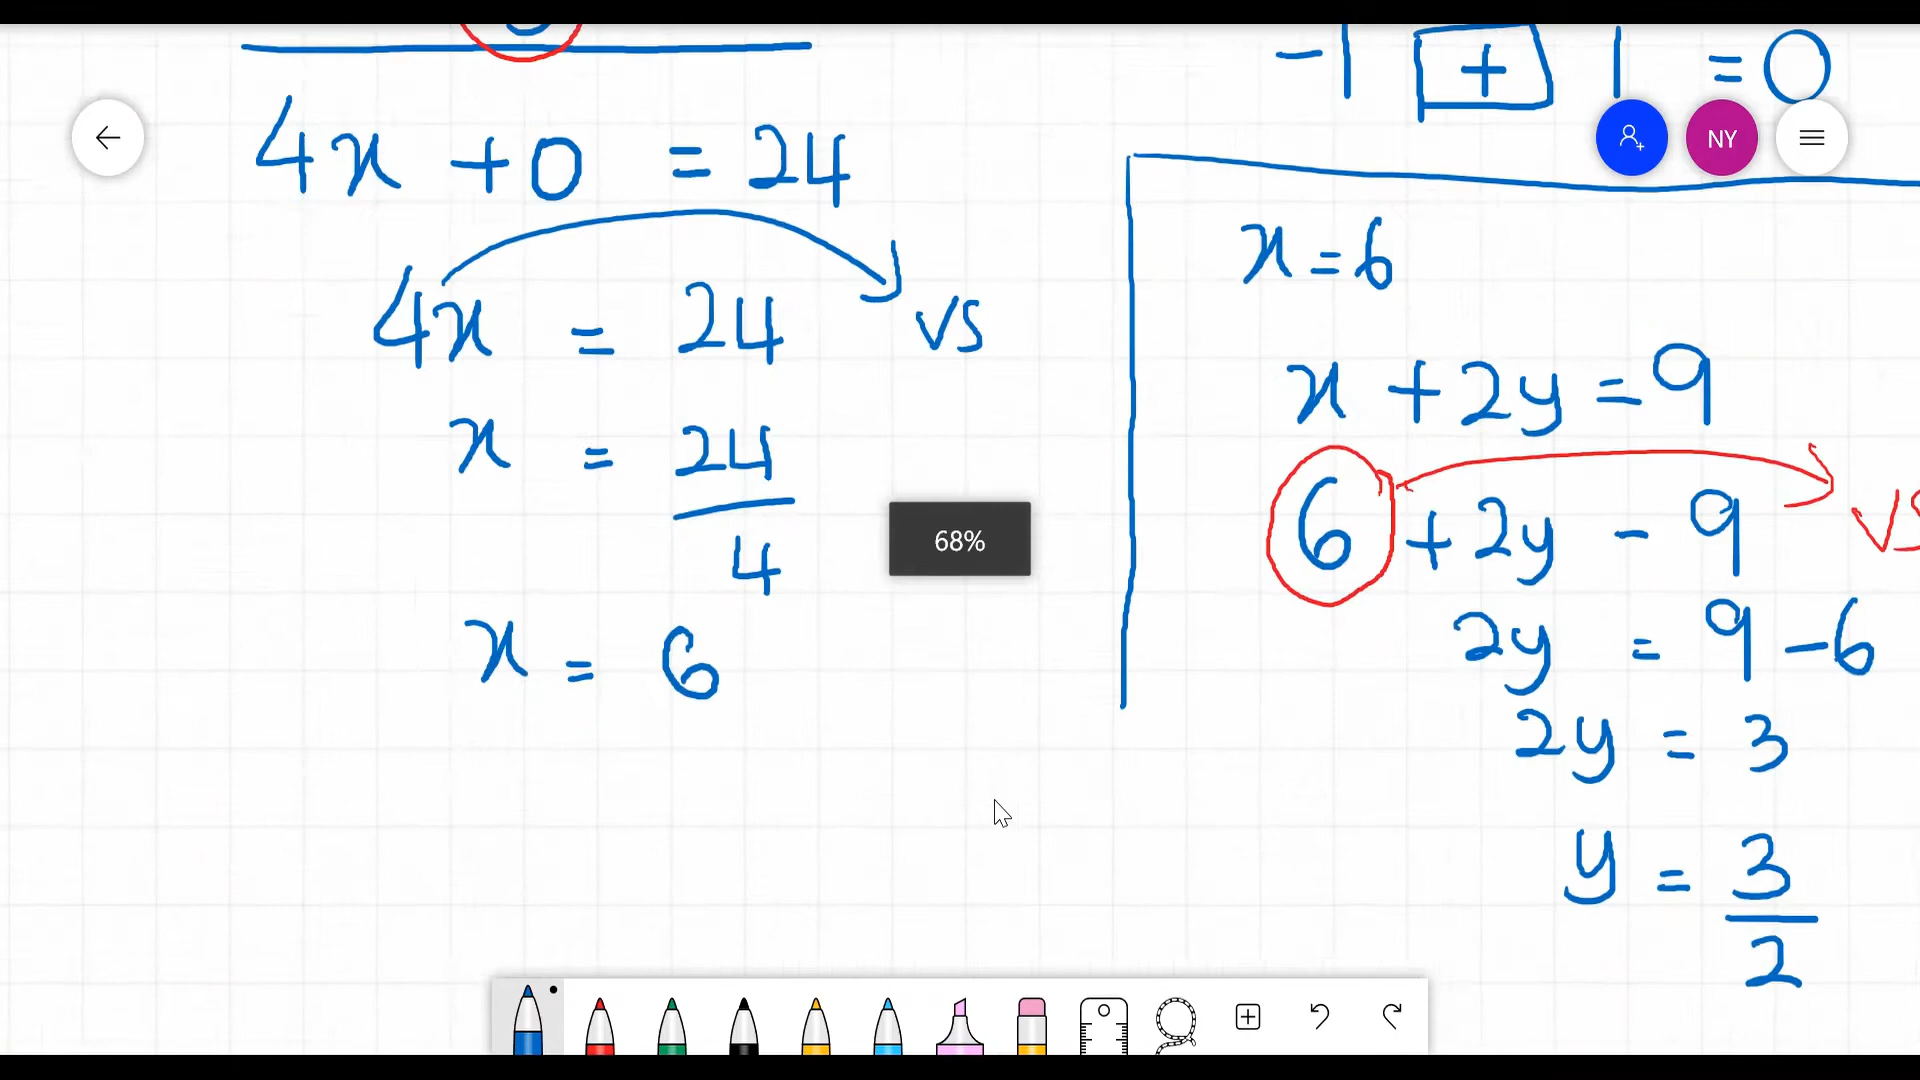 -1 + 1 = 0
NY
4x + 0 = 24
4x = 24 vs
x = 24
4
x = 6
x = 6
x + 2y = 9
6 + 2y - 9 vs
2y = 9 - 6
2y = 3
y = 3
2
68%